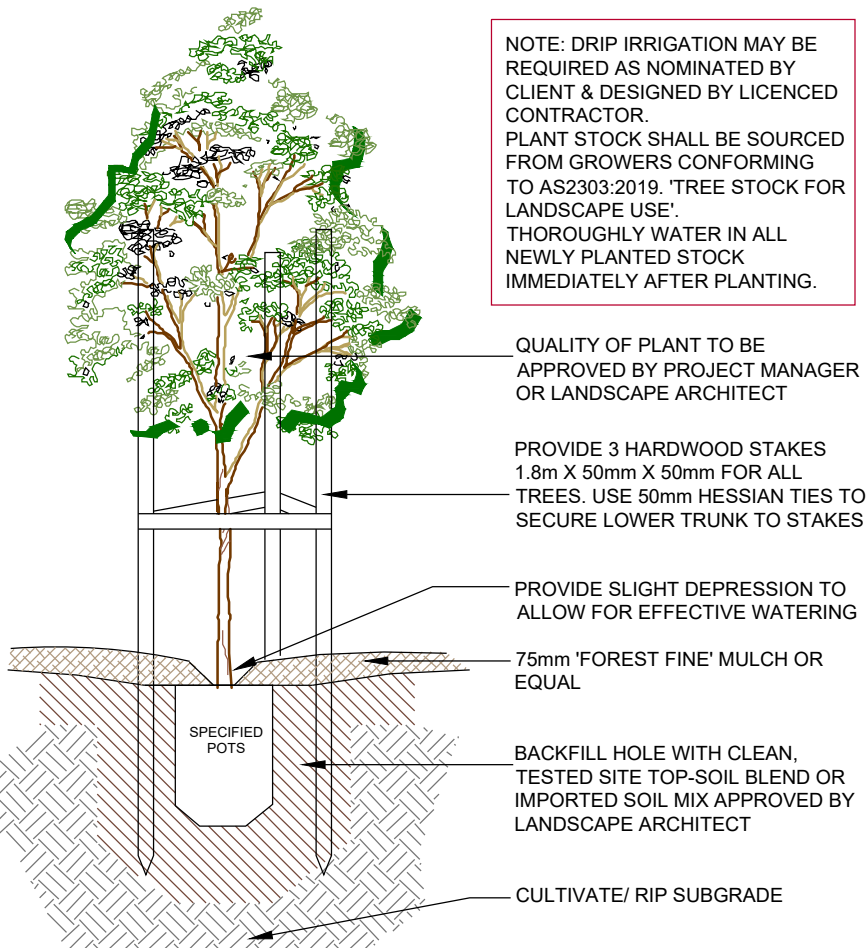 NOTE: DRIP IRRIGATION MAY BE
REQUIRED AS NOMINATED BY
CLIENT & DESIGNED BY LICENCED
CONTRACTOR.
PLANT STOCK SHALL BE SOURCED
FROM GROWERS CONFORMING
TO AS2303:2019. 'TREE STOCK FOR
LANDSCAPE USE'.
THOROUGHLY WATER IN ALL
NEWLY PLANTED STOCK
IMMEDIATELY AFTER PLANTING.
QUALITY OF PLANT TO BE
APPROVED BY PROJECT MANAGER
OR LANDSCAPE ARCHITECT
PROVIDE 3 HARDWOOD STAKES
1.8m X 50mm X 50mm FOR ALL
TREES. USE 50mm HESSIAN TIES TO
SECURE LOWER TRUNK TO STAKES
PROVIDE SLIGHT DEPRESSION TO
ALLOW FOR EFFECTIVE WATERING
75mm 'FOREST FINE' MULCH OR
EQUAL
SPECIFIED
POTS
BACKFILL HOLE WITH CLEAN,
TESTED SITE TOP-SOIL BLEND OR
IMPORTED SOIL MIX APPROVED BY
LANDSCAPE ARCHITECT
CULTIVATE/ RIP SUBGRADE